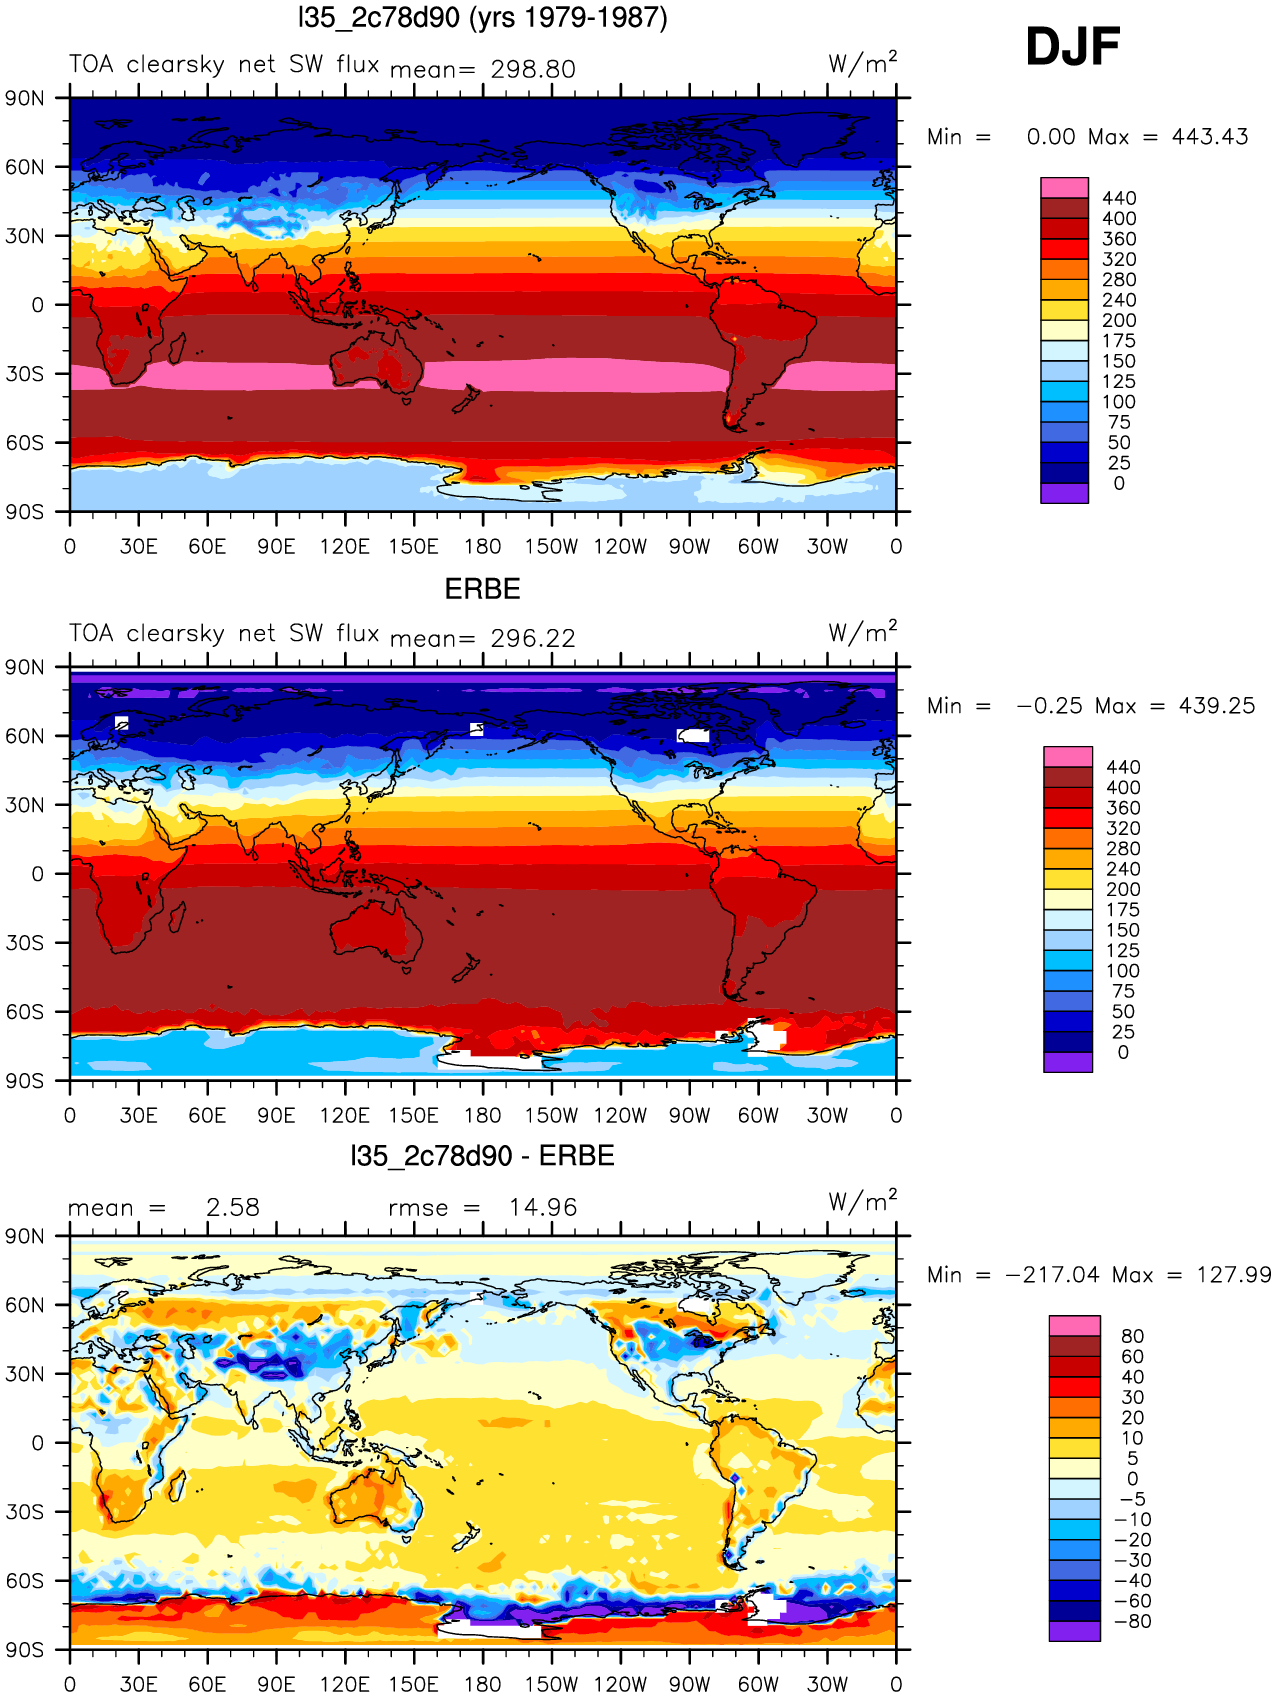 l35_2c78d90 (yrs 1979-1987)
DJF
TOA clearsky net SW flux mean= 298.80 W/m²
Min = 0.00 Max = 443.43
90N
60N
30N
0
30S
60S
90S
0 30E 60E 90E 120E 150E 180 150W 120W 90W 60W 30W 0
440
400
360
320
280
240
200
175
150
125
100
75
50
25
0
ERBE
TOA clearsky net SW flux mean= 296.22 W/m²
Min = −0.25 Max = 439.25
90N
60N
30N
0
30S
60S
90S
0 30E 60E 90E 120E 150E 180 150W 120W 90W 60W 30W 0
440
400
360
320
280
240
200
175
150
125
100
75
50
25
0
l35_2c78d90 - ERBE
mean = 2.58 rmse = 14.96 W/m²
Min = −217.04 Max = 127.99
90N
60N
30N
0
30S
60S
90S
0 30E 60E 90E 120E 150E 180 150W 120W 90W 60W 30W 0
80
60
40
30
20
10
5
0
−5
−10
−20
−30
−40
−60
−80